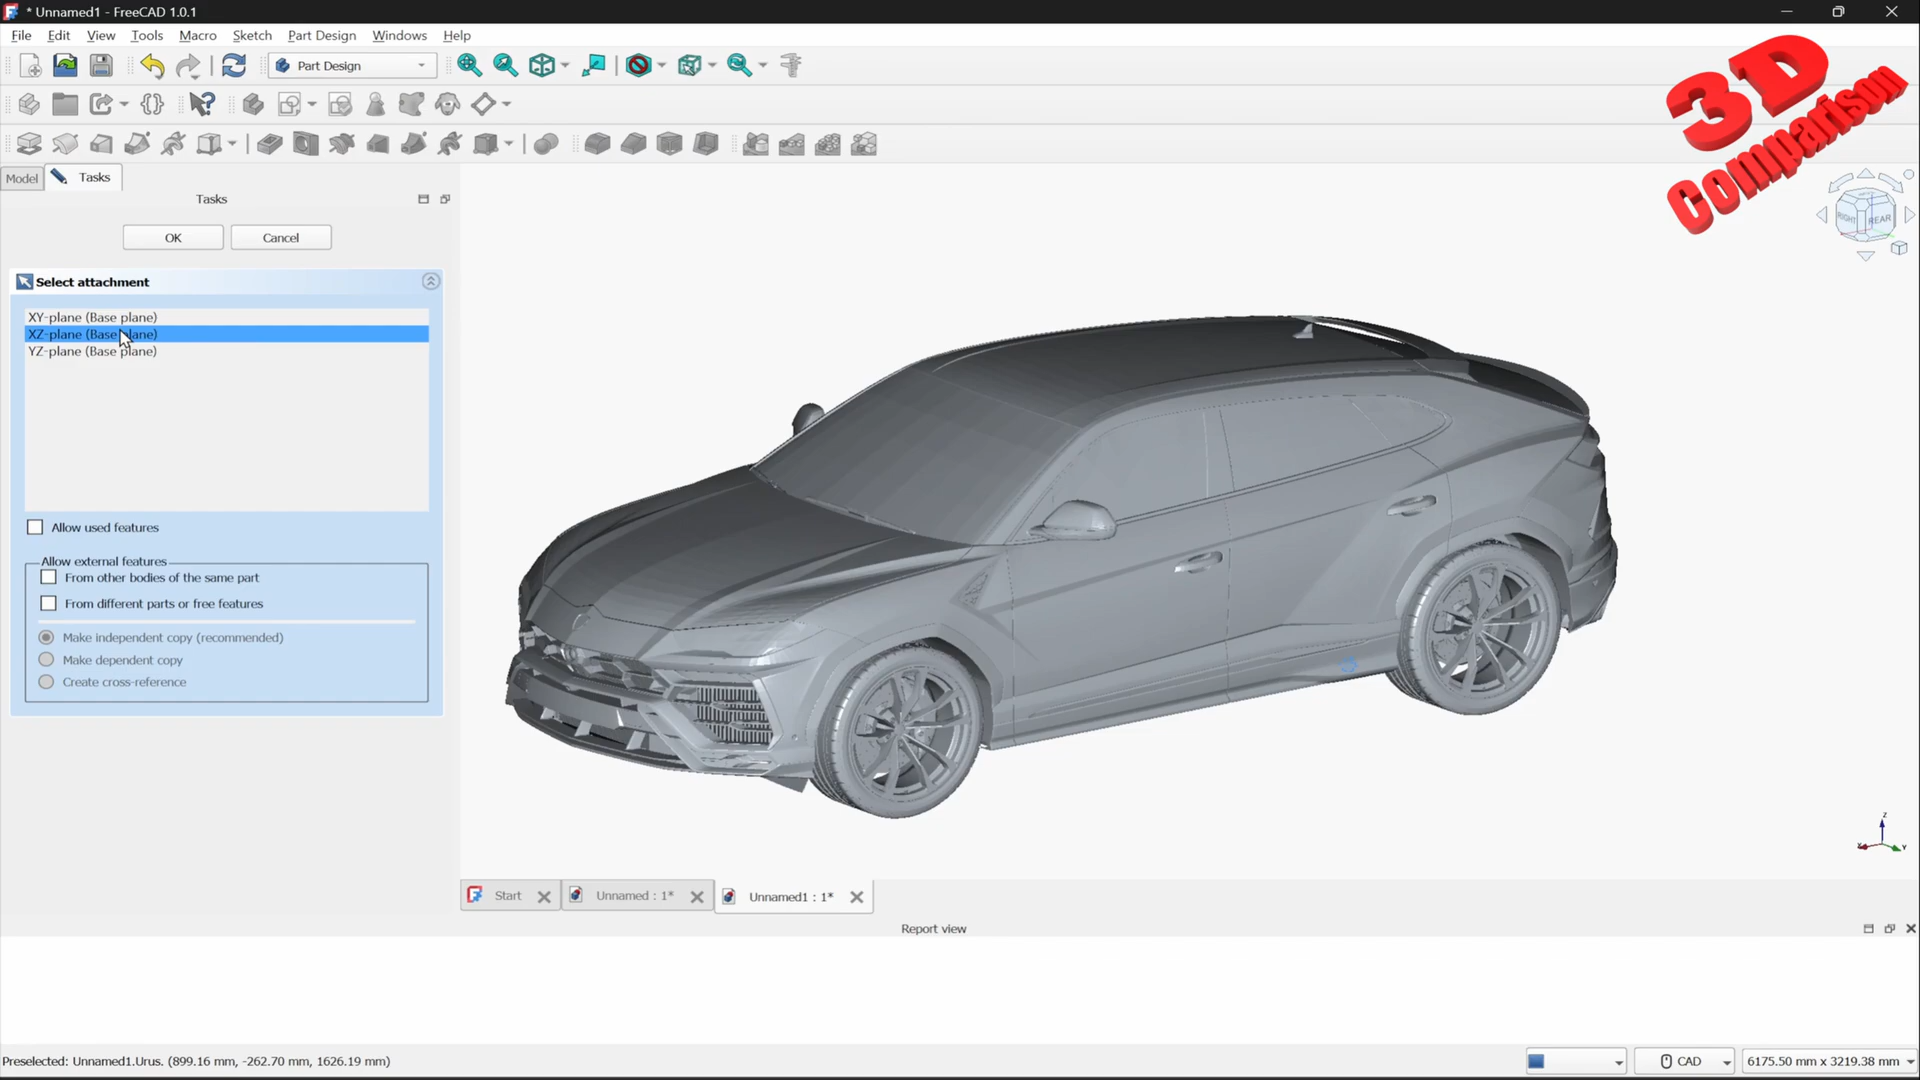 * Unnamed1 - FreeCAD 1.0.1
File Edit View Tools Macro Sketch Part Design Windows Help
Part Design
3D
Comparison
Model Tasks
Tasks
OK Cancel
RIGHT REAR
Select attachment
XY-plane (Base plane)
XZ-plane (Base plane)
YZ-plane (Base plane)
Allow used features
Allow external features
From other bodies of the same part
From different parts or free features
Make independent copy (recommended)
Make dependent copy
Create cross-reference
Z
Y
Start Unnamed : 1* Unnamed1 : 1*
Report view
Preselected: Unnamed1.Urus. (899.16 mm, -262.70 mm, 1626.19 mm)
CAD 6175.50 mm x 3219.38 mm